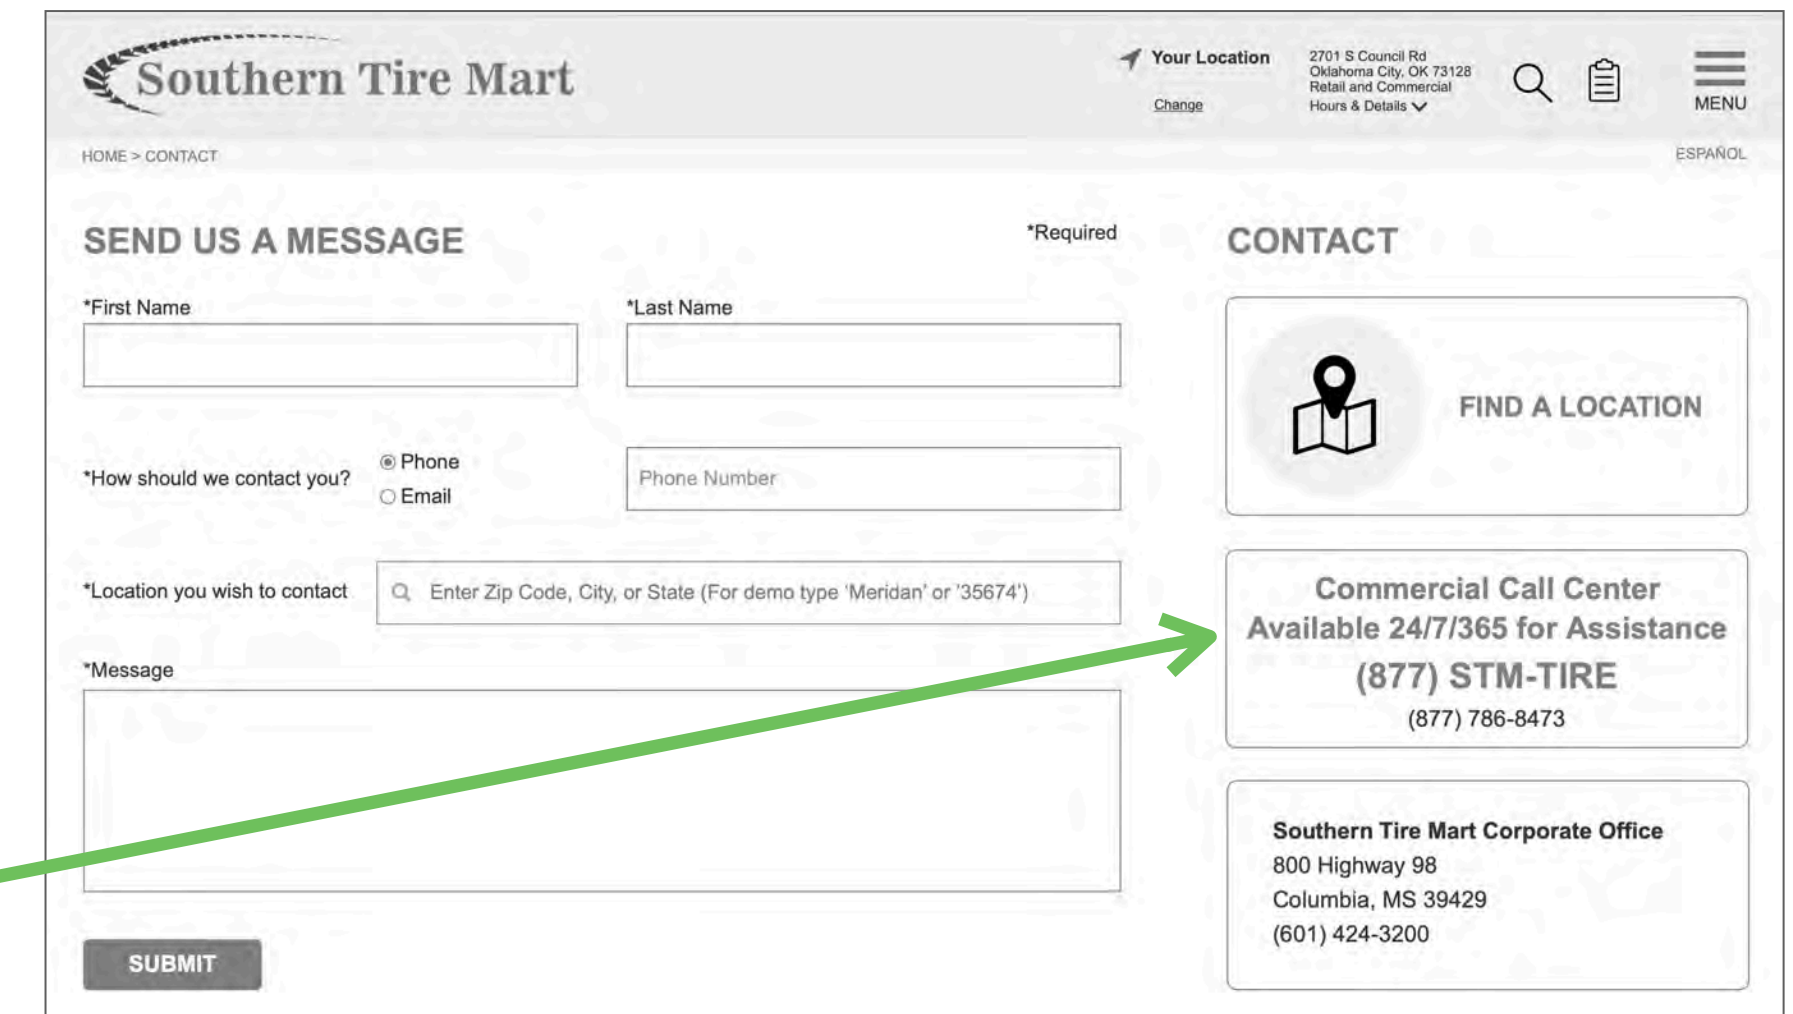 Southern Tire Mart
Your Location
Change
2701 S Council Rd
Oklahoma City, OK 73128
Retail and Commercial
Hours & Details
MENU
HOME > CONTACT
ESPAÑOL
SEND US A MESSAGE
*Required
*First Name
*Last Name
*How should we contact you?
Phone
Email
Phone Number
*Location you wish to contact
Enter Zip Code, City, or State (For demo type 'Meridan' or '35674')
*Message
SUBMIT
CONTACT
FIND A LOCATION
Commercial Call Center
Available 24/7/365 for Assistance
(877) STM-TIRE
(877) 786-8473
Southern Tire Mart Corporate Office
800 Highway 98
Columbia, MS 39429
(601) 424-3200